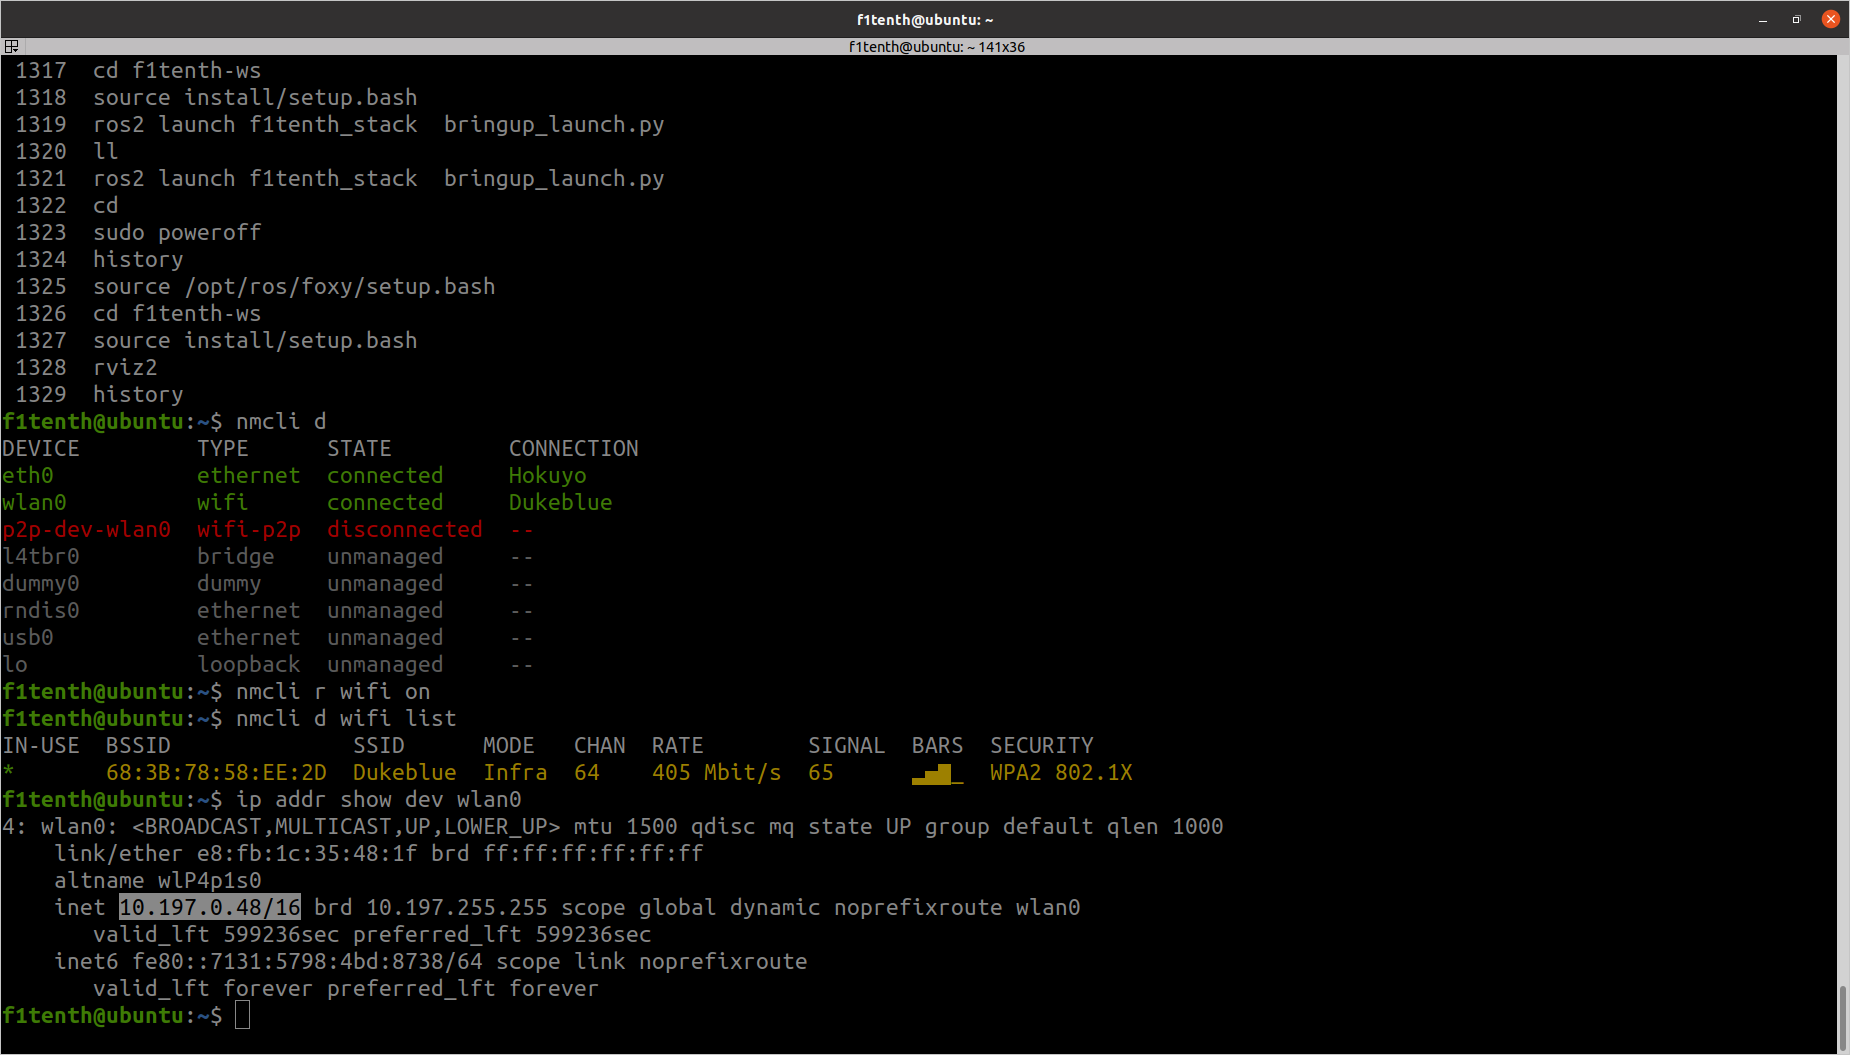 f1tenth@ubuntu: ~
f1tenth@ubuntu: ~ 141x36
1317  cd f1tenth-ws
1318  source install/setup.bash
1319  ros2 launch f1tenth_stack  bringup_launch.py
1320  ll
1321  ros2 launch f1tenth_stack  bringup_launch.py
1322  cd
1323  sudo poweroff
1324  history
1325  source /opt/ros/foxy/setup.bash
1326  cd f1tenth-ws
1327  source install/setup.bash
1328  rviz2
1329  history
f1tenth@ubuntu:~$ nmcli d
DEVICE         TYPE      STATE         CONNECTION
eth0           ethernet  connected     Hokuyo
wlan0          wifi      connected     Dukeblue
p2p-dev-wlan0  wifi-p2p  disconnected  --
l4tbr0         bridge    unmanaged     --
dummy0         dummy     unmanaged     --
rndis0         ethernet  unmanaged     --
usb0           ethernet  unmanaged     --
lo             loopback  unmanaged     --
f1tenth@ubuntu:~$ nmcli r wifi on
f1tenth@ubuntu:~$ nmcli d wifi list
IN-USE  BSSID              SSID      MODE   CHAN  RATE        SIGNAL  BARS  SECURITY
*       68:3B:78:58:EE:2D  Dukeblue  Infra  64    405 Mbit/s  65      ▂▄▆_  WPA2 802.1X
f1tenth@ubuntu:~$ ip addr show dev wlan0
4: wlan0: <BROADCAST,MULTICAST,UP,LOWER_UP> mtu 1500 qdisc mq state UP group default qlen 1000
    link/ether e8:fb:1c:35:48:1f brd ff:ff:ff:ff:ff:ff
    altname wlP4p1s0
    inet 10.197.0.48/16 brd 10.197.255.255 scope global dynamic noprefixroute wlan0
       valid_lft 599236sec preferred_lft 599236sec
    inet6 fe80::7131:5798:4bd:8738/64 scope link noprefixroute
       valid_lft forever preferred_lft forever
f1tenth@ubuntu:~$